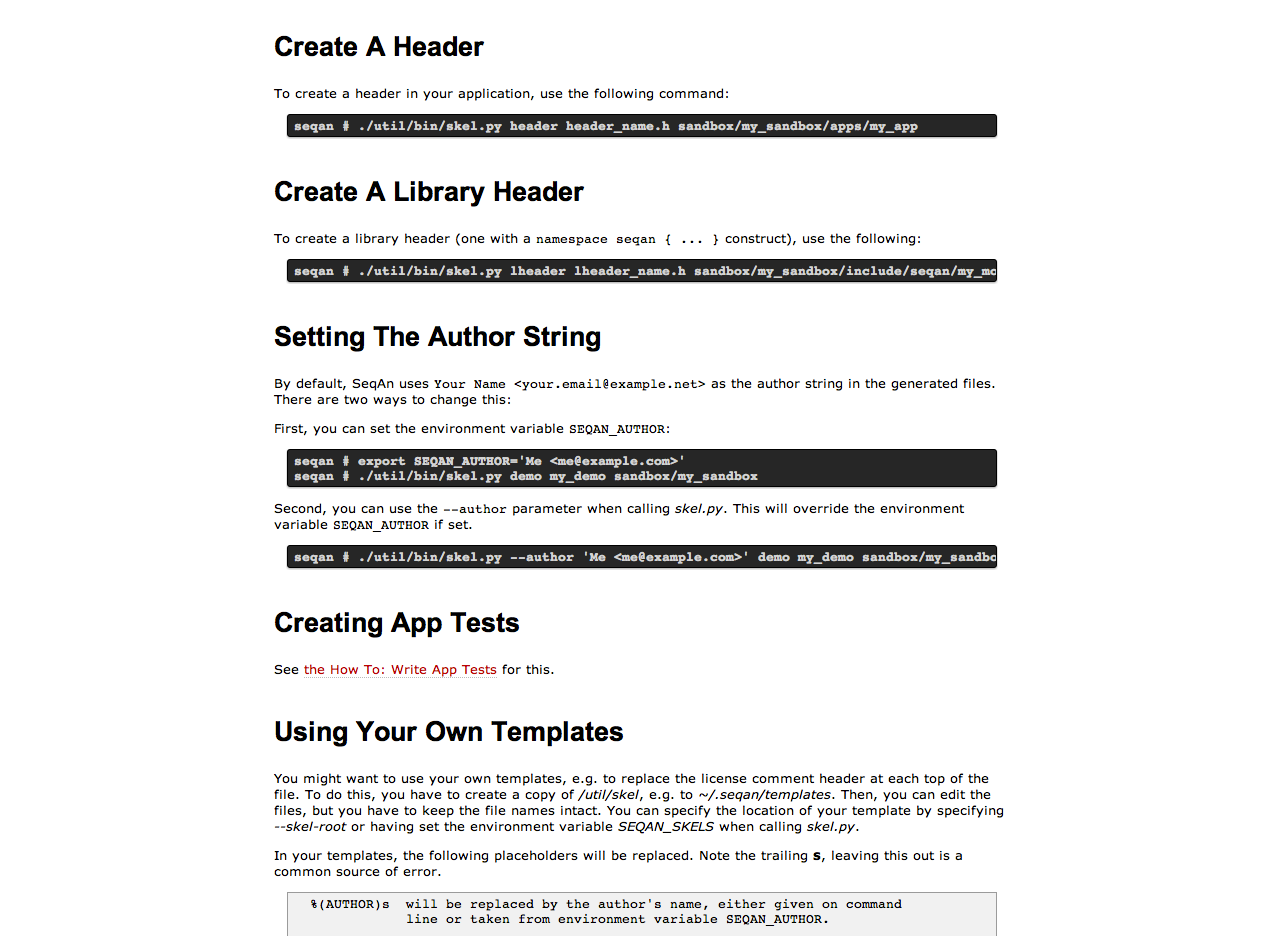 Create A Header
To create a header in your application, use the following command:
seqan # ./util/bin/skel.py header header_name.h sandbox/my_sandbox/apps/my_app
Create A Library Header
To create a library header (one with a namespace seqan { ... } construct), use the following:
seqan # ./util/bin/skel.py lheader lheader_name.h sandbox/my_sandbox/include/seqan/my_mo
Setting The Author String
By default, SeqAn uses Your Name <your.email@example.net> as the author string in the generated files.
There are two ways to change this:
First, you can set the environment variable SEQAN_AUTHOR:
seqan # export SEQAN_AUTHOR='Me <me@example.com>'
seqan # ./util/bin/skel.py demo my_demo sandbox/my_sandbox
Second, you can use the --author parameter when calling skel.py. This will override the environment
variable SEQAN_AUTHOR if set.
seqan # ./util/bin/skel.py --author 'Me <me@example.com>' demo my_demo sandbox/my_sandbo
Creating App Tests
See the How To: Write App Tests for this.
Using Your Own Templates
You might want to use your own templates, e.g. to replace the license comment header at each top of the
file. To do this, you have to create a copy of /util/skel, e.g. to ~/.seqan/templates. Then, you can edit the
files, but you have to keep the file names intact. You can specify the location of your template by specifying
--skel-root or having set the environment variable SEQAN_SKELS when calling skel.py.
In your templates, the following placeholders will be replaced. Note the trailing s, leaving this out is a
common source of error.
%(AUTHOR)s  will be replaced by the author's name, either given on command
line or taken from environment variable SEQAN_AUTHOR.